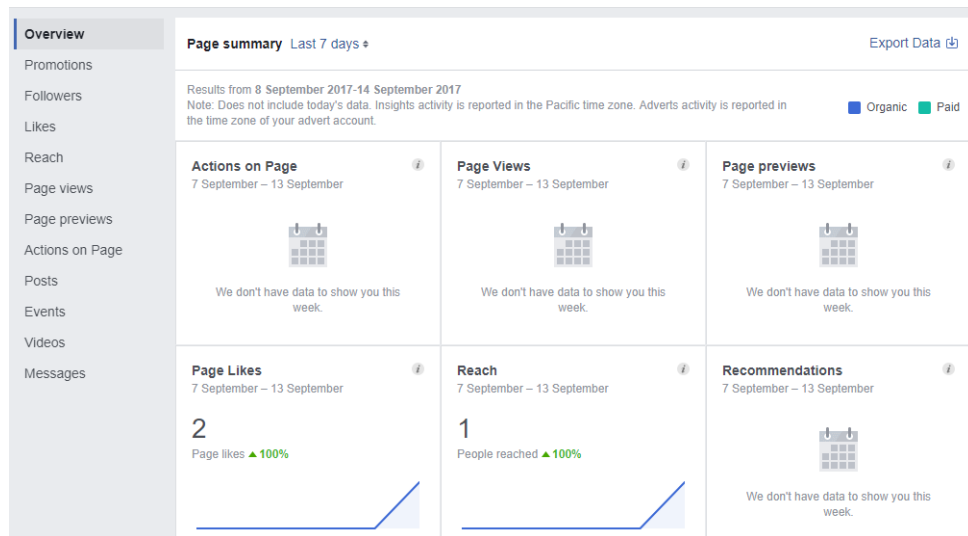 Overview
Promotions
Followers
Likes
Reach
Page views
Page previews
Actions on Page
Posts
Events
Videos
Messages
Page summary Last 7 days
Export Data
Results from 8 September 2017-14 September 2017
Note: Does not include today's data. Insights activity is reported in the Pacific time zone. Adverts activity is reported in
the time zone of your advert account.
Organic Paid
Actions on Page
7 September – 13 September
We don't have data to show you this
week.
Page Views
7 September – 13 September
We don't have data to show you this
week.
Page previews
7 September – 13 September
We don't have data to show you this
week.
Page Likes
7 September – 13 September
2
Page likes ▲ 100%
Reach
7 September – 13 September
1
People reached ▲ 100%
Recommendations
7 September – 13 September
We don't have data to show you this
week.